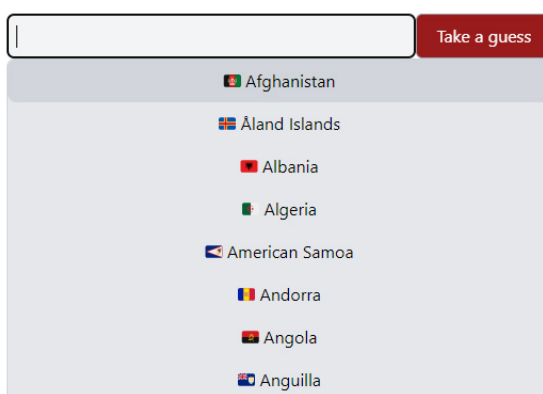 Take a guess
Afghanistan
Åland Islands
Albania
Algeria
American Samoa
Andorra
Angola
Anguilla